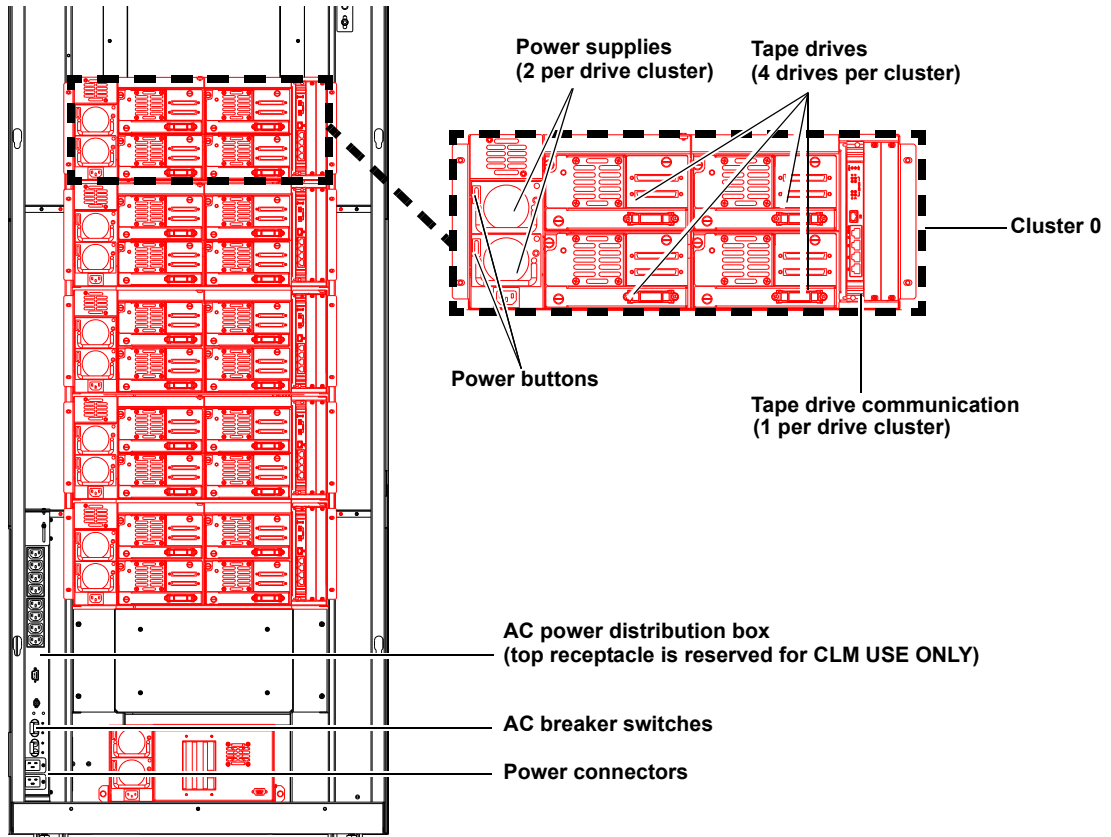 Power supplies
(2 per drive cluster)
Tape drives
(4 drives per cluster)
Cluster 0
Power buttons
Tape drive communication
(1 per drive cluster)
AC power distribution box
(top receptacle is reserved for CLM USE ONLY)
AC breaker switches
Power connectors